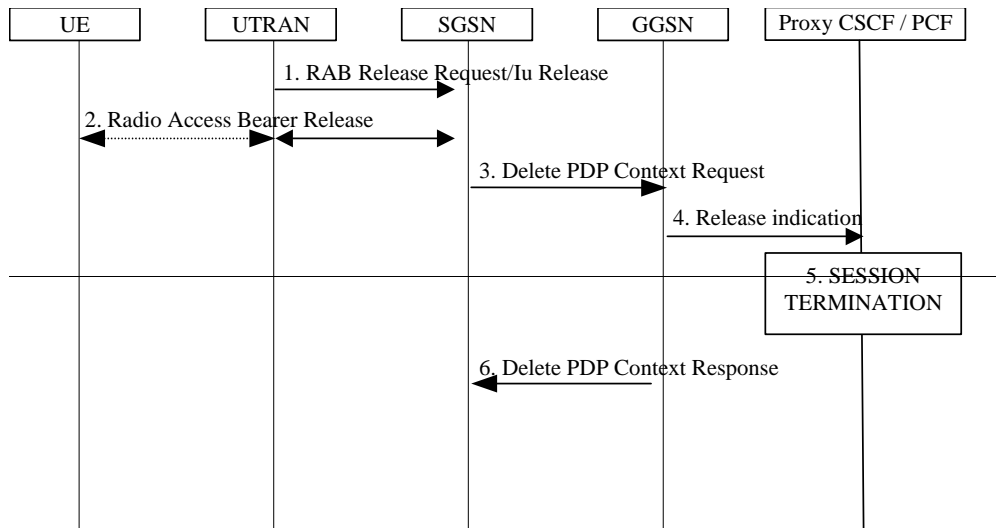 UE
UTRAN
SGSN
GGSN
Proxy CSCF / PCF
1. RAB Release Request/Iu Release
2. Radio Access Bearer Release
3. Delete PDP Context Request
4. Release indication
5. SESSION
TERMINATION
6. Delete PDP Context Response